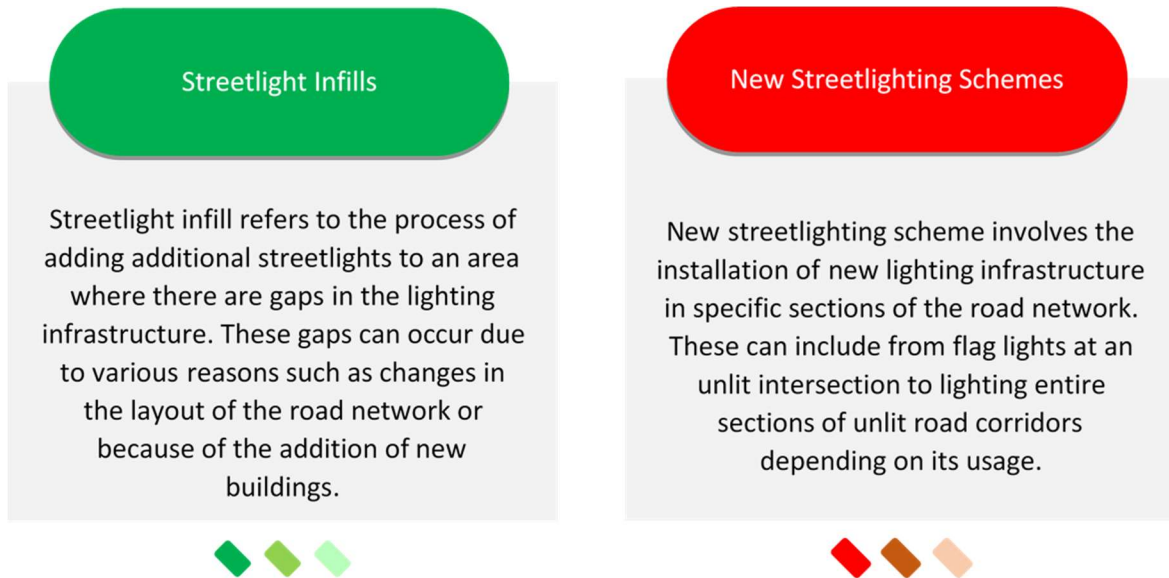 Streetlight Infills
Streetlight infill refers to the process of
adding additional streetlights to an area
where there are gaps in the lighting
infrastructure. These gaps can occur due
to various reasons such as changes in
the layout of the road network or
because of the addition of new
buildings.
New Streetlighting Schemes
New streetlighting scheme involves the
installation of new lighting infrastructure
in specific sections of the road network.
These can include from flag lights at an
unlit intersection to lighting entire
sections of unlit road corridors
depending on its usage.